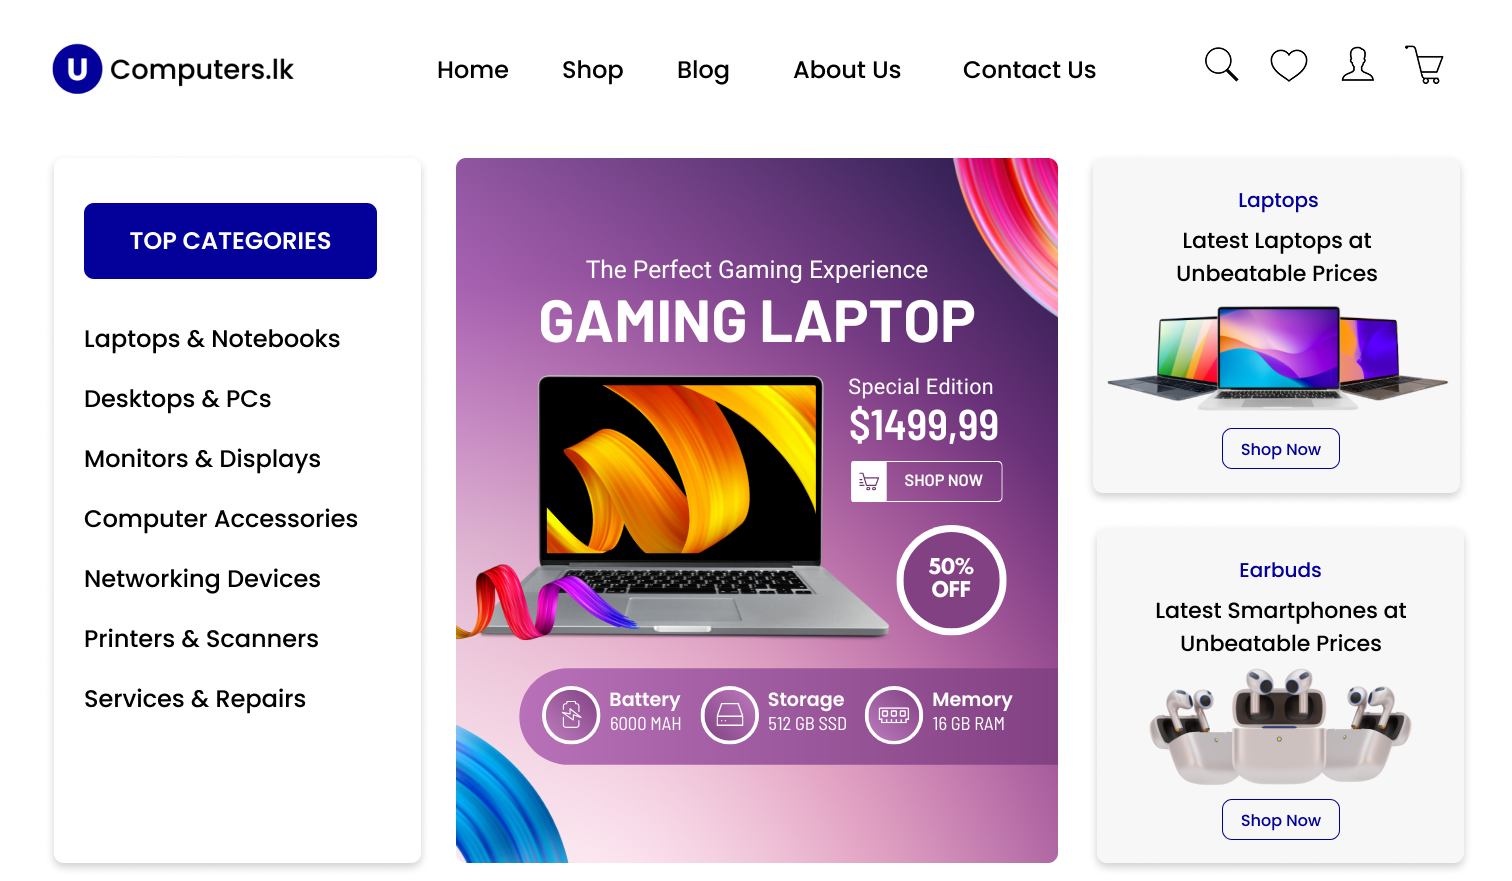 U Computers.lk
Home Shop Blog About Us Contact Us
TOP CATEGORIES
Laptops & Notebooks
Desktops & PCs
Monitors & Displays
Computer Accessories
Networking Devices
Printers & Scanners
Services & Repairs
The Perfect Gaming Experience
GAMING LAPTOP
Special Edition
$1499,99
SHOP NOW
50%
OFF
Battery
6000 MAH
Storage
512 GB SSD
Memory
16 GB RAM
Laptops
Latest Laptops at
Unbeatable Prices
Shop Now
Earbuds
Latest Smartphones at
Unbeatable Prices
Shop Now